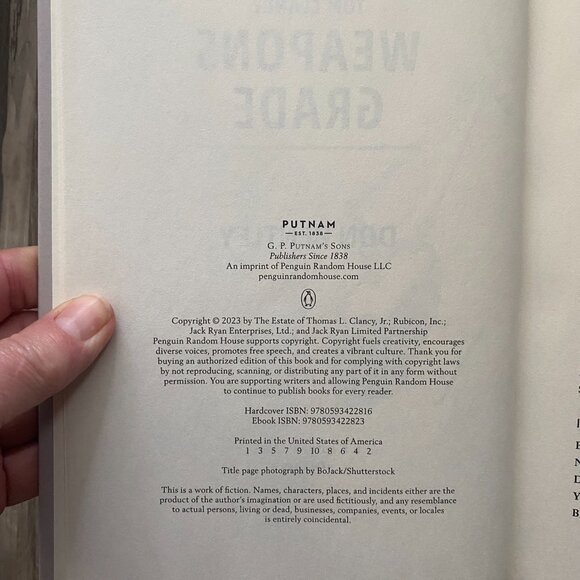 TOM CLANCY
WEAPONS
GRADE
PUTNAM
EST. 1838
G. P. PUTNAM'S SONS
Publishers Since 1838
An imprint of Penguin Random House LLC
penguinrandomhouse.com
Copyright © 2023 by The Estate of Thomas L. Clancy, Jr.; Rubicon, Inc.;
Jack Ryan Enterprises, Ltd.; and Jack Ryan Limited Partnership
Penguin Random House supports copyright. Copyright fuels creativity, encourages
diverse voices, promotes free speech, and creates a vibrant culture. Thank you for
buying an authorized edition of this book and for complying with copyright laws
by not reproducing, scanning, or distributing any part of it in any form without
permission. You are supporting writers and allowing Penguin Random House
to continue to publish books for every reader.
Hardcover ISBN: 9780593422816
Ebook ISBN: 9780593422823
Printed in the United States of America
1 3 5 7 9 10 8 6 4 2
Title page photograph by BoJack/Shutterstock
This is a work of fiction. Names, characters, places, and incidents either are the
product of the author's imagination or are used fictitiously, and any resemblance
to actual persons, living or dead, businesses, companies, events, or locales
is entirely coincidental.